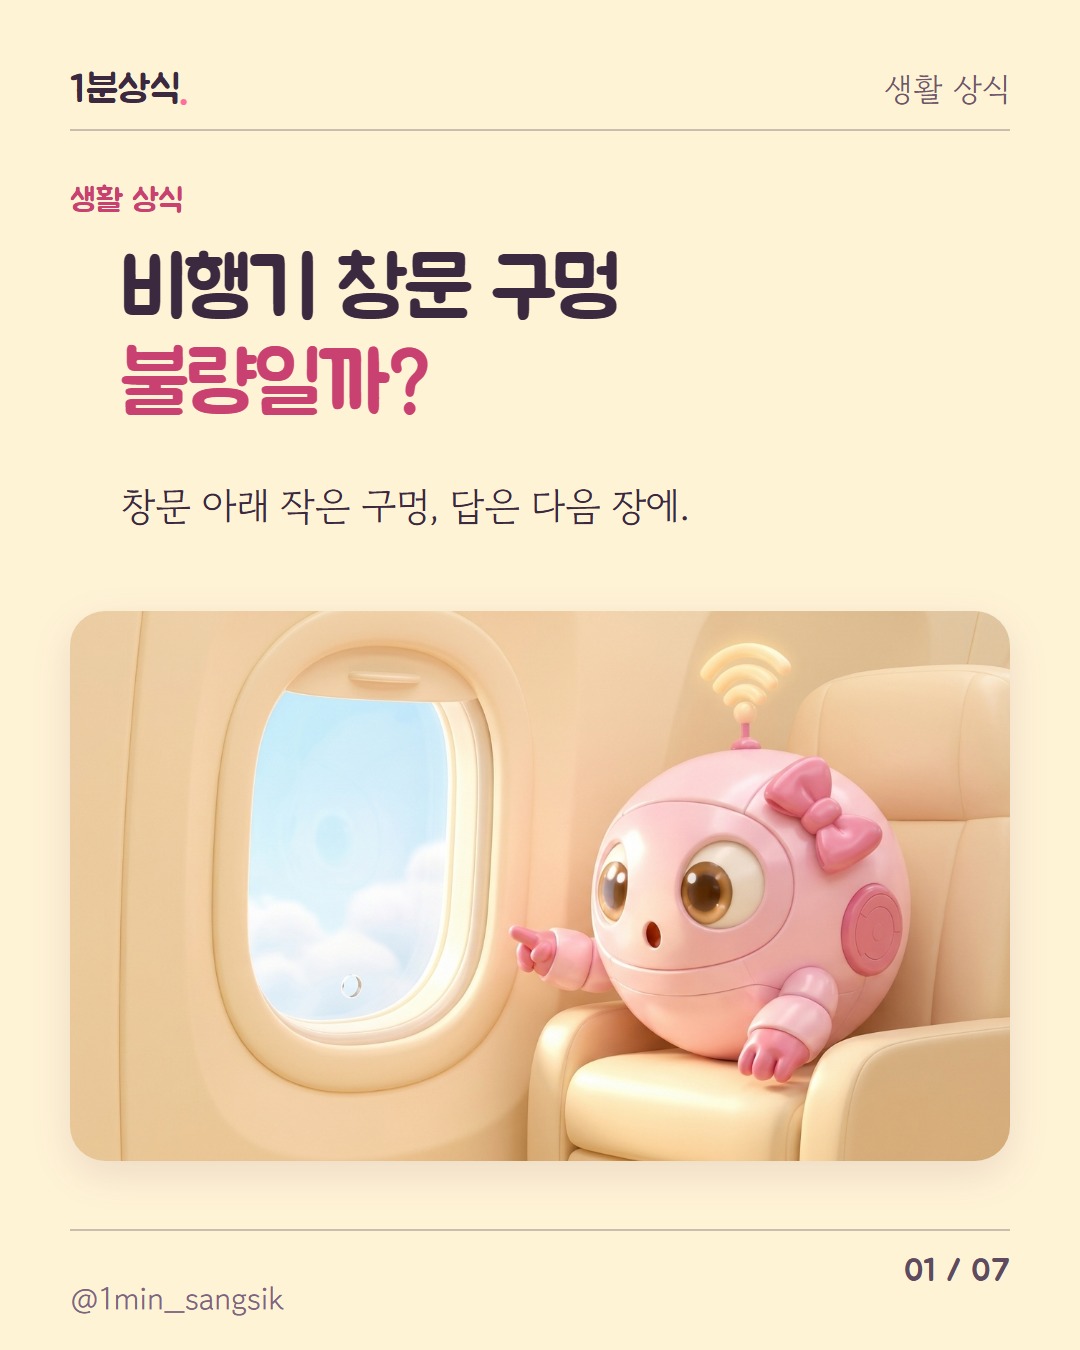 1분상식.
생활 상식
생활 상식
비행기 창문 구멍
불량일까?
창문 아래 작은 구멍, 답은 다음 장에.
01 / 07
@1min_sangsik